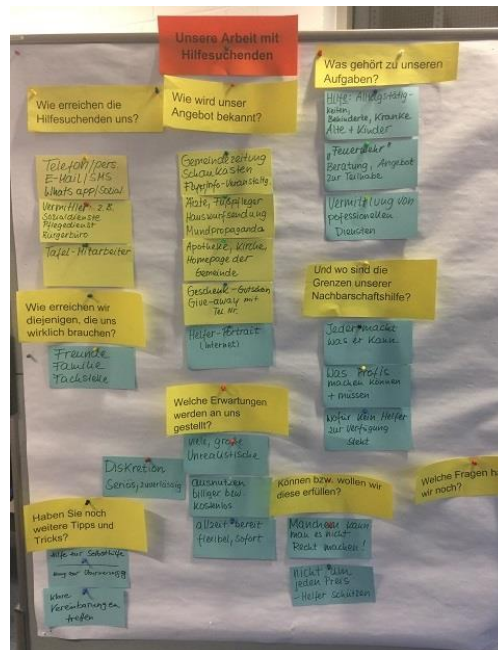 Unsere Arbeit mit
Hilfesuchenden
Wie erreichen die
Hilfesuchenden uns?
Telefon/pers.
E-Mail/SMS
Whats app/Social
Vermittler z.B.
Sozialdienste
Pflegedienst
Bürgerbüro
Tafel-Mitarbeiter
Wie erreichen wir
diejenigen, die uns
wirklich brauchen?
Freunde
Familie
Fachstelle
Wie wird unser
Angebot bekannt?
Gemeindezeitung
Schaukasten
Flyer/Info-Veranstaltg.
Ärzte, Fußpfleger
Hauswurfsendung
Mundpropaganda
Apotheke, Kirche,
Homepage der
Gemeinde
Geschenk-Gutschein
Give-away mit
Tel. Nr.
Helfer-Portrait
(Internet)
Was gehört zu unseren
Aufgaben?
Hilfe: Alltagstätig-
keiten,
Behinderte, Kranke
Alte + Kinder
"Feuerwehr"
Beratung, Angebot
zur Teilhabe
Vermittlung von
pofessionellen
Diensten
Und wo sind die
Grenzen unserer
Nachbarschaftshilfe?
Jeder macht
was er kann
Was Profis
machen können
+ müssen
wofür kein Helfer
zur Verfügung
steht
Welche Erwartungen
werden an uns
gestellt?
viele, große
Unrealistische
Diskretion
Seriös, zuverlässig
ausnutzen
billiger bzw
kostenlos
allzeit bereit
flexibel, sofort
Können bzw. wollen wir
diese erfüllen?
Manchen kann
man es nicht
Recht machen!
nicht um
jeden Preis
- Helfer schützen
Welche Fragen h
wir noch?
Haben Sie noch
weitere Tipps und
Tricks?
Hilfe zur Selbsthilfe
klare
Vereinbarungen
treffen